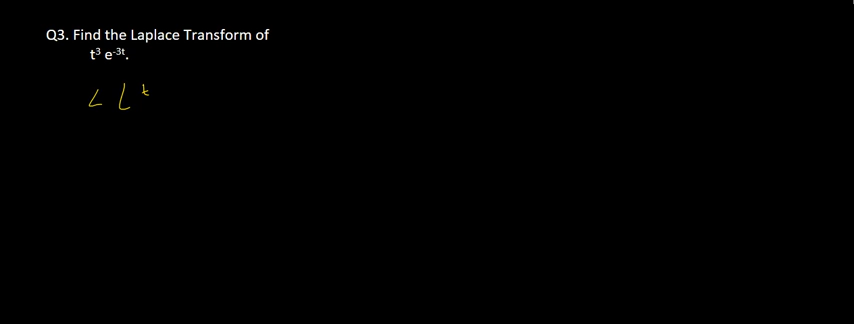 Q3. Find the Laplace Transform of
t³ e⁻³ᵗ.
L [ t